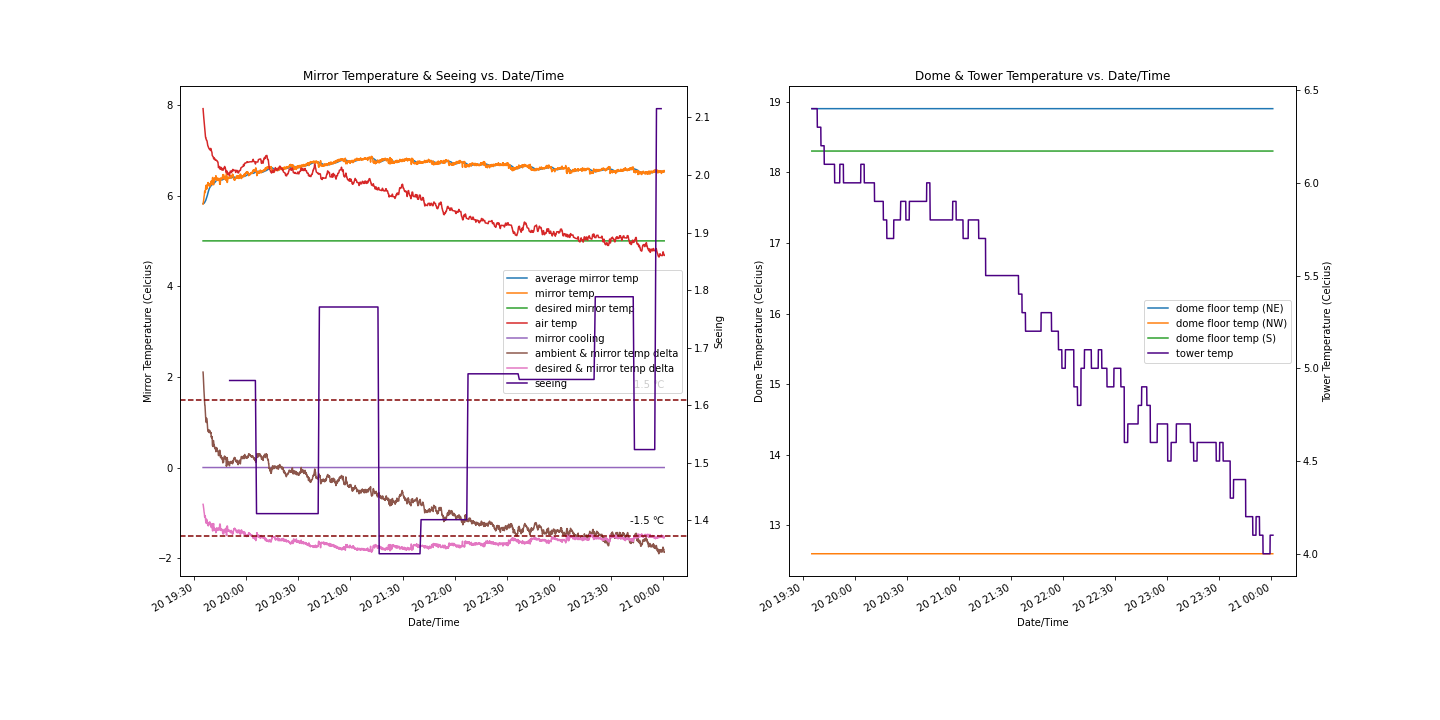 Mirror Temperature & Seeing vs. Date/Time
8
6
4
2
0
−2
Mirror Temperature (Celcius)
2.1
2.0
1.9
1.8
1.7
1.6
1.5
1.4
Seeing
average mirror temp
mirror temp
desired mirror temp
air temp
mirror cooling
ambient & mirror temp delta
desired & mirror temp delta
seeing
1.5 °C
-1.5 °C
20 19:30
20 20:00
20 20:30
20 21:00
20 21:30
20 22:00
20 22:30
20 23:00
20 23:30
21 00:00
Date/Time
Dome & Tower Temperature vs. Date/Time
19
18
17
16
15
14
13
Dome Temperature (Celcius)
6.5
6.0
5.5
5.0
4.5
4.0
Tower Temperature (Celcius)
dome floor temp (NE)
dome floor temp (NW)
dome floor temp (S)
tower temp
20 19:30
20 20:00
20 20:30
20 21:00
20 21:30
20 22:00
20 22:30
20 23:00
20 23:30
21 00:00
Date/Time